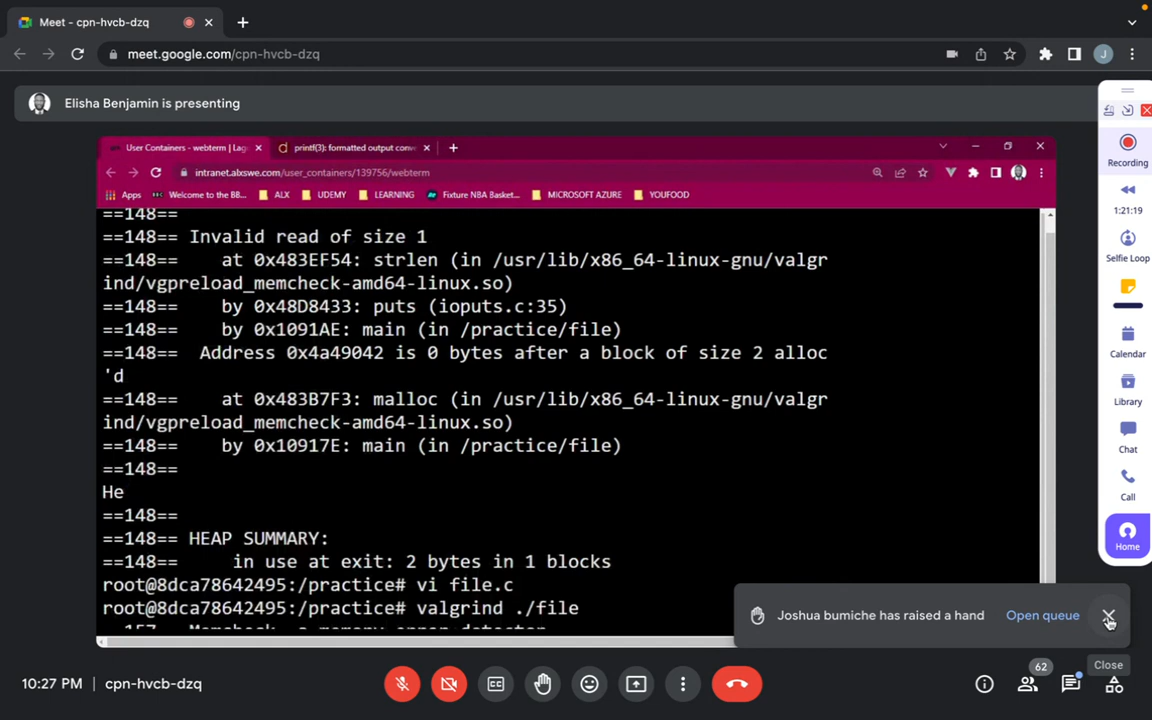 Meet - cpn-hvcb-dzq
meet.google.com/cpn-hvcb-dzq
J
Elisha Benjamin is presenting
User Containers - webterm | Lag
printf(3): formatted output conv
intranet.alxswe.com/user_containers/139756/webterm
Apps Welcome to the BB... ALX UDEMY LEARNING Fixture NBA Basket... MICROSOFT AZURE YOUFOOD
==148==
==148== Invalid read of size 1
==148==    at 0x483EF54: strlen (in /usr/lib/x86_64-linux-gnu/valgr
ind/vgpreload_memcheck-amd64-linux.so)
==148==    by 0x48D8433: puts (ioputs.c:35)
==148==    by 0x1091AE: main (in /practice/file)
==148==  Address 0x4a49042 is 0 bytes after a block of size 2 alloc
'd
==148==    at 0x483B7F3: malloc (in /usr/lib/x86_64-linux-gnu/valgr
ind/vgpreload_memcheck-amd64-linux.so)
==148==    by 0x10917E: main (in /practice/file)
==148==
He
==148==
==148== HEAP SUMMARY:
==148==     in use at exit: 2 bytes in 1 blocks
root@8dca78642495:/practice# vi file.c
root@8dca78642495:/practice# valgrind ./file
Recording
1:21:19
Selfie Loop
Calendar
Library
Chat
Call
Home
Joshua bumiche has raised a hand Open queue
Close
10:27 PM | cpn-hvcb-dzq
62